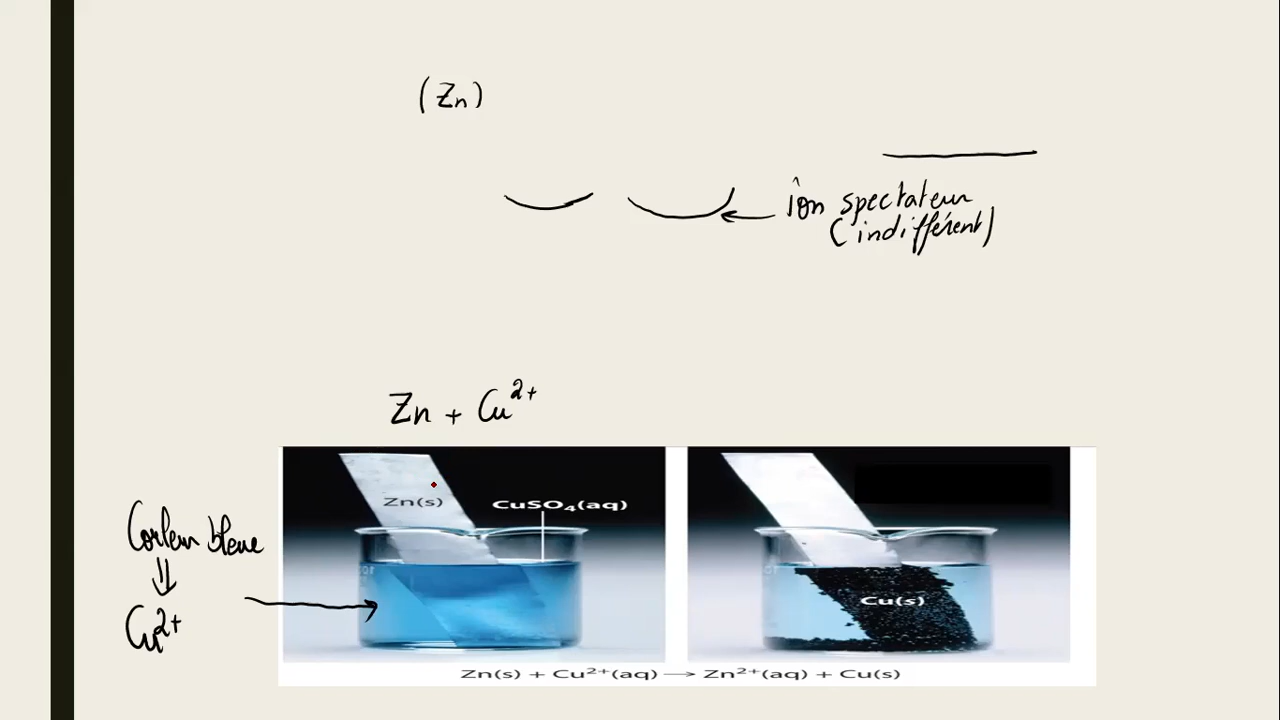 (Zn)
ion spectateur
(indifférent)
Zn + Cu²⁺
Zn(s)
CuSO₄(aq)
Couleur bleue
⇓
Cu²⁺
Cu(s)
Zn(s) + Cu²⁺(aq) → Zn²⁺(aq) + Cu(s)